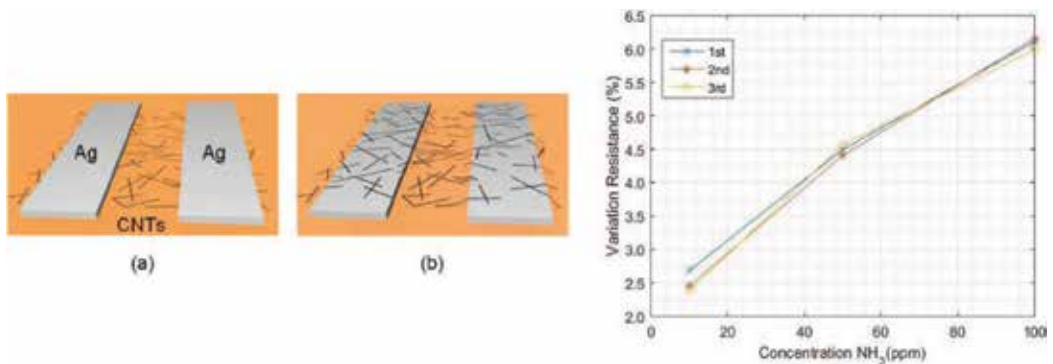 Ag
Ag
CNTs
(a)
(b)
Variation Resistance (%)
6.5
6.0
5.5
5.0
4.5
4.0
3.5
3.0
2.5
2.0
1st
2nd
3rd
0
20
40
60
80
100
Concentration NH3(ppm)